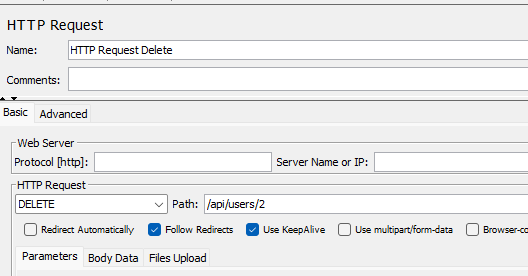 HTTP Request
Name: HTTP Request Delete
Comments:
Basic Advanced
Web Server
Protocol [http]: Server Name or IP:
HTTP Request
DELETE Path: /api/users/2
Redirect Automatically Follow Redirects Use KeepAlive Use multipart/form-data Browser-co
Parameters Body Data Files Upload